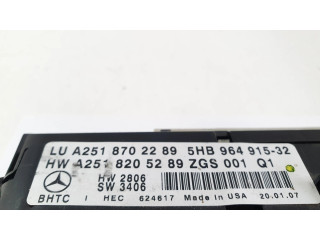 LU A251 870 22 89 5HB 964 915-32
HW A251 820 52 89 ZGS 001 Q1
HW 2806
SW 3406
BHTC I HEC 624617 Made in USA 20.01.07